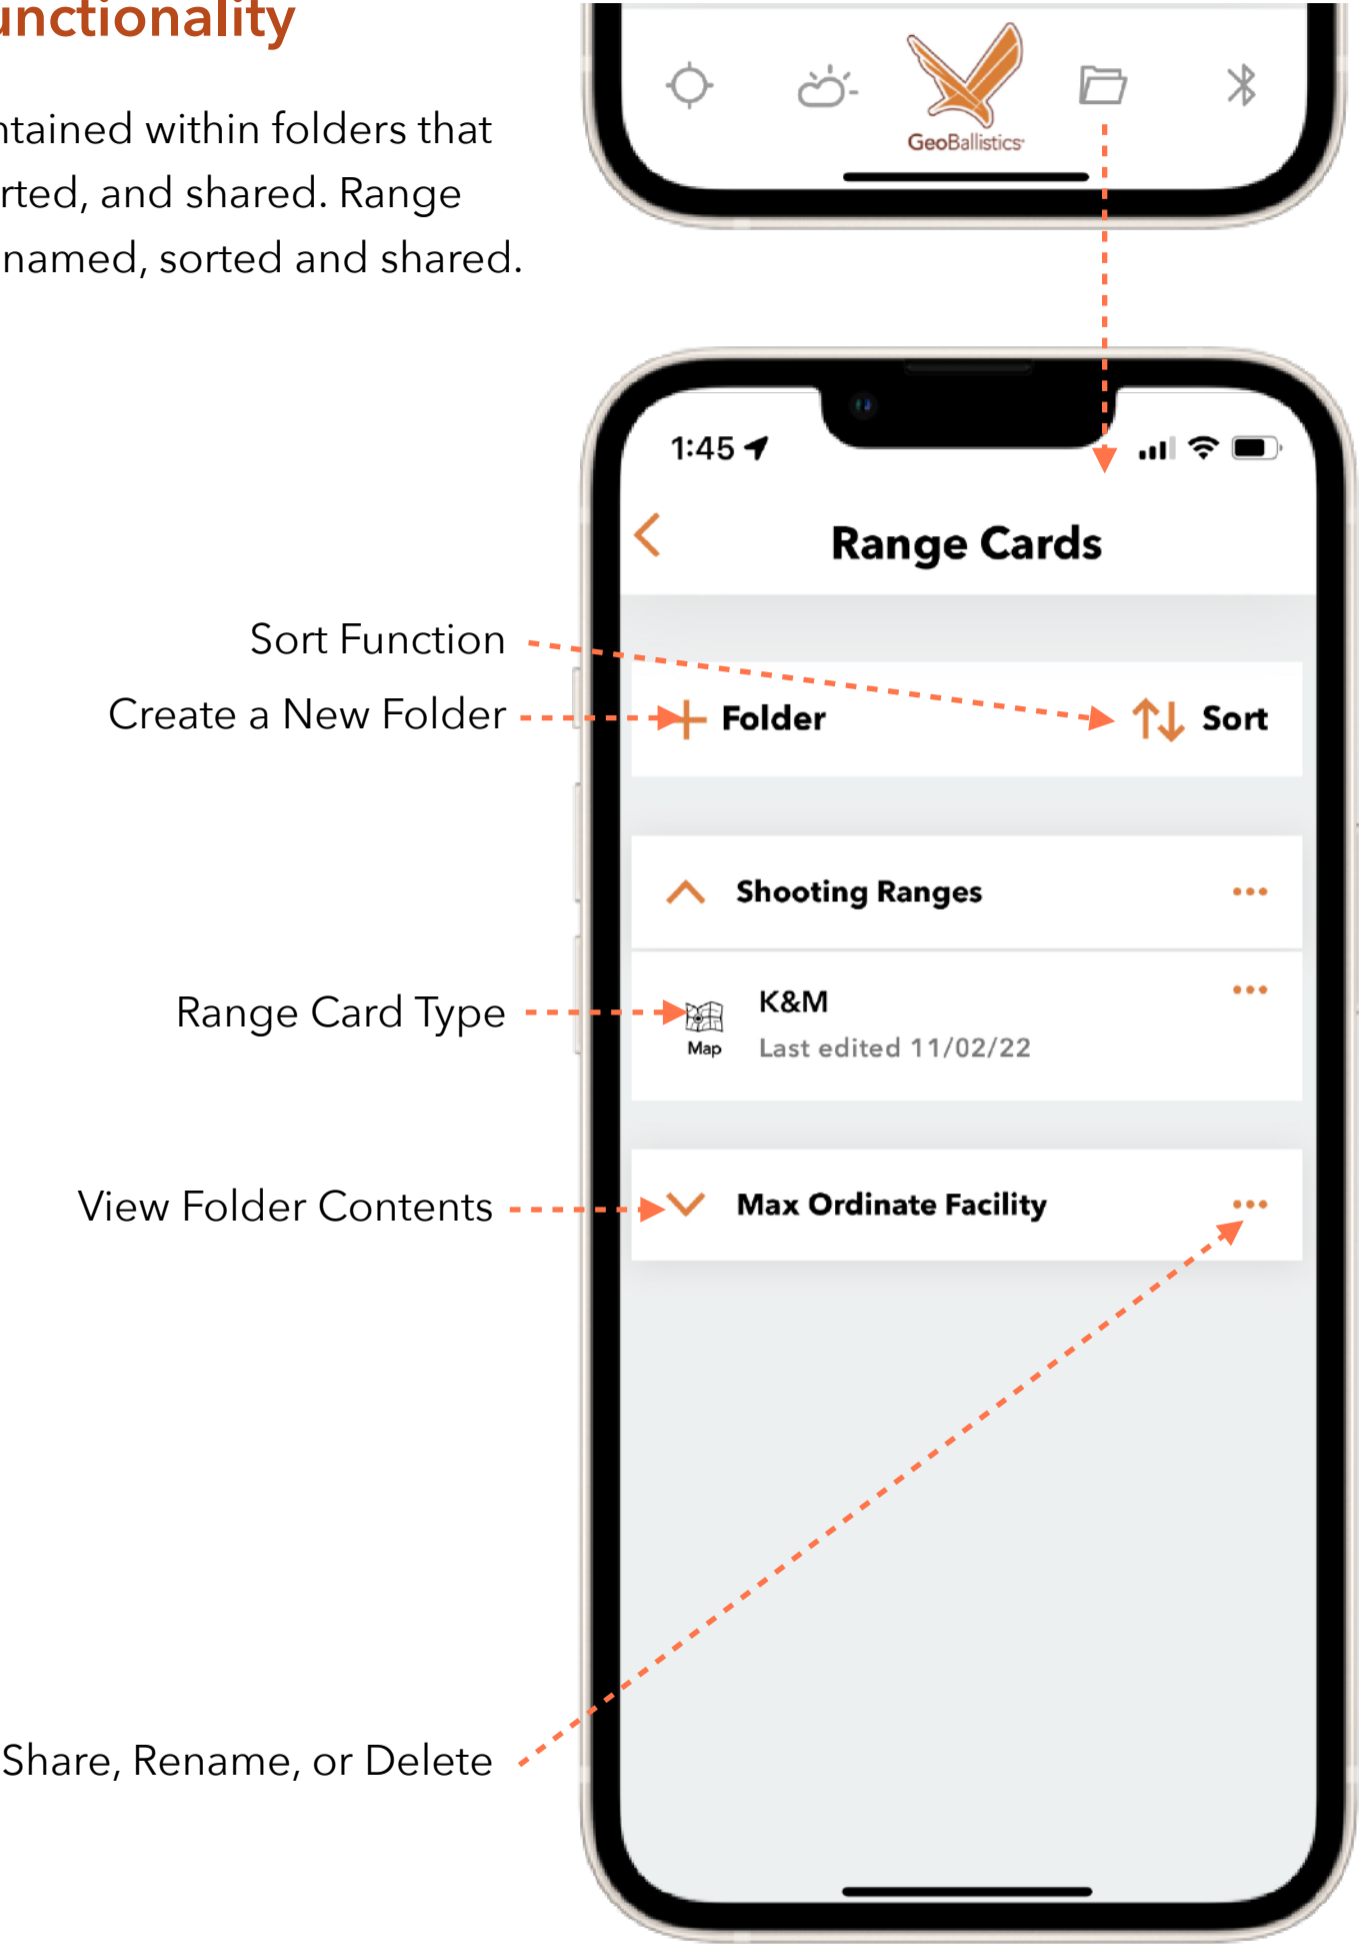 unctionality
ntained within folders that
rted, and shared. Range
named, sorted and shared.
GeoBallistics
1:45
Range Cards
Sort Function
Create a New Folder
Folder
Sort
Shooting Ranges
Range Card Type
K&M
Map
Last edited 11/02/22
View Folder Contents
Max Ordinate Facility
Share, Rename, or Delete